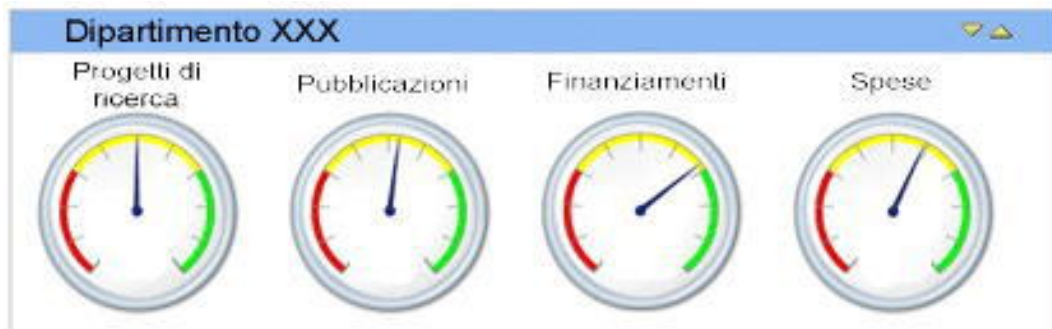 Dipartimento XXX
Progetti di
ricerca
Pubblicazioni
Finanziamenti
Spese